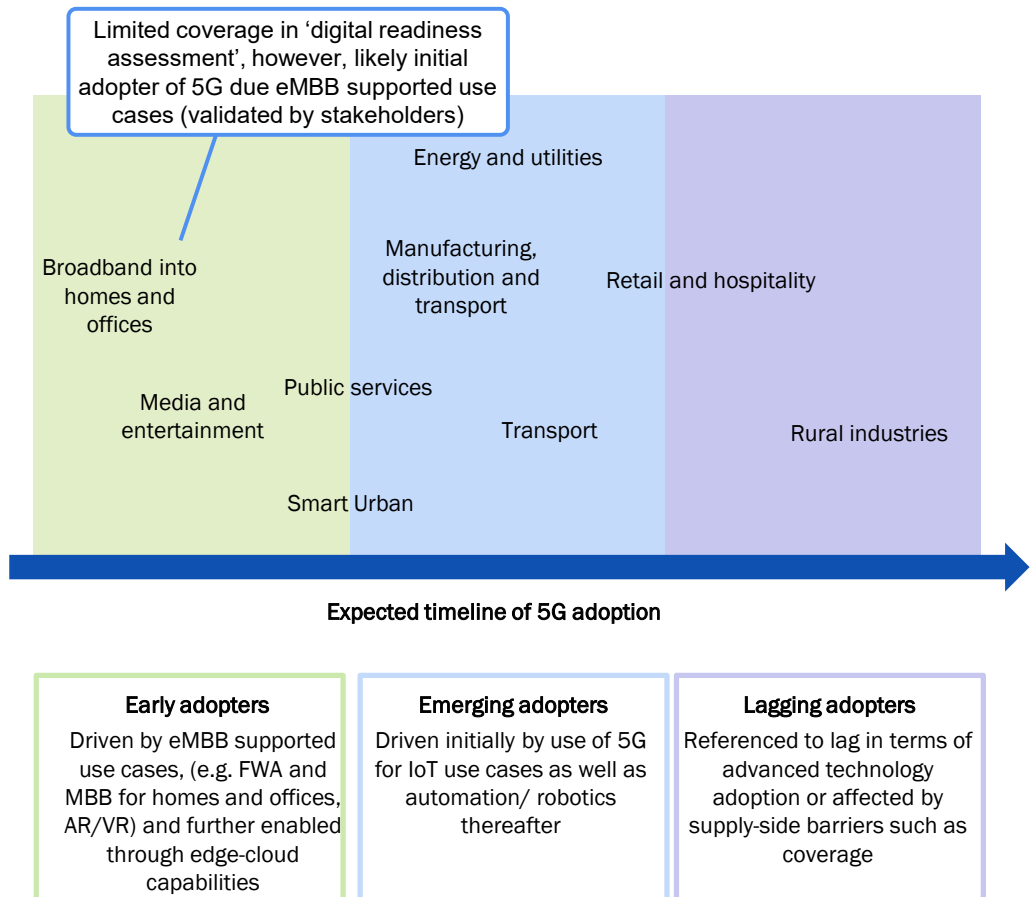 Limited coverage in ‘digital readiness
assessment’, however, likely initial
adopter of 5G due eMBB supported use
cases (validated by stakeholders)
Energy and utilities
Manufacturing,
distribution and
transport
Broadband into
homes and
offices
Retail and hospitality
Public services
Media and
entertainment
Transport
Rural industries
Smart Urban
Expected timeline of 5G adoption
Early adopters
Driven by eMBB supported
use cases, (e.g. FWA and
MBB for homes and offices,
AR/VR) and further enabled
through edge-cloud
capabilities
Emerging adopters
Driven initially by use of 5G
for IoT use cases as well as
automation/ robotics
thereafter
Lagging adopters
Referenced to lag in terms of
advanced technology
adoption or affected by
supply-side barriers such as
coverage